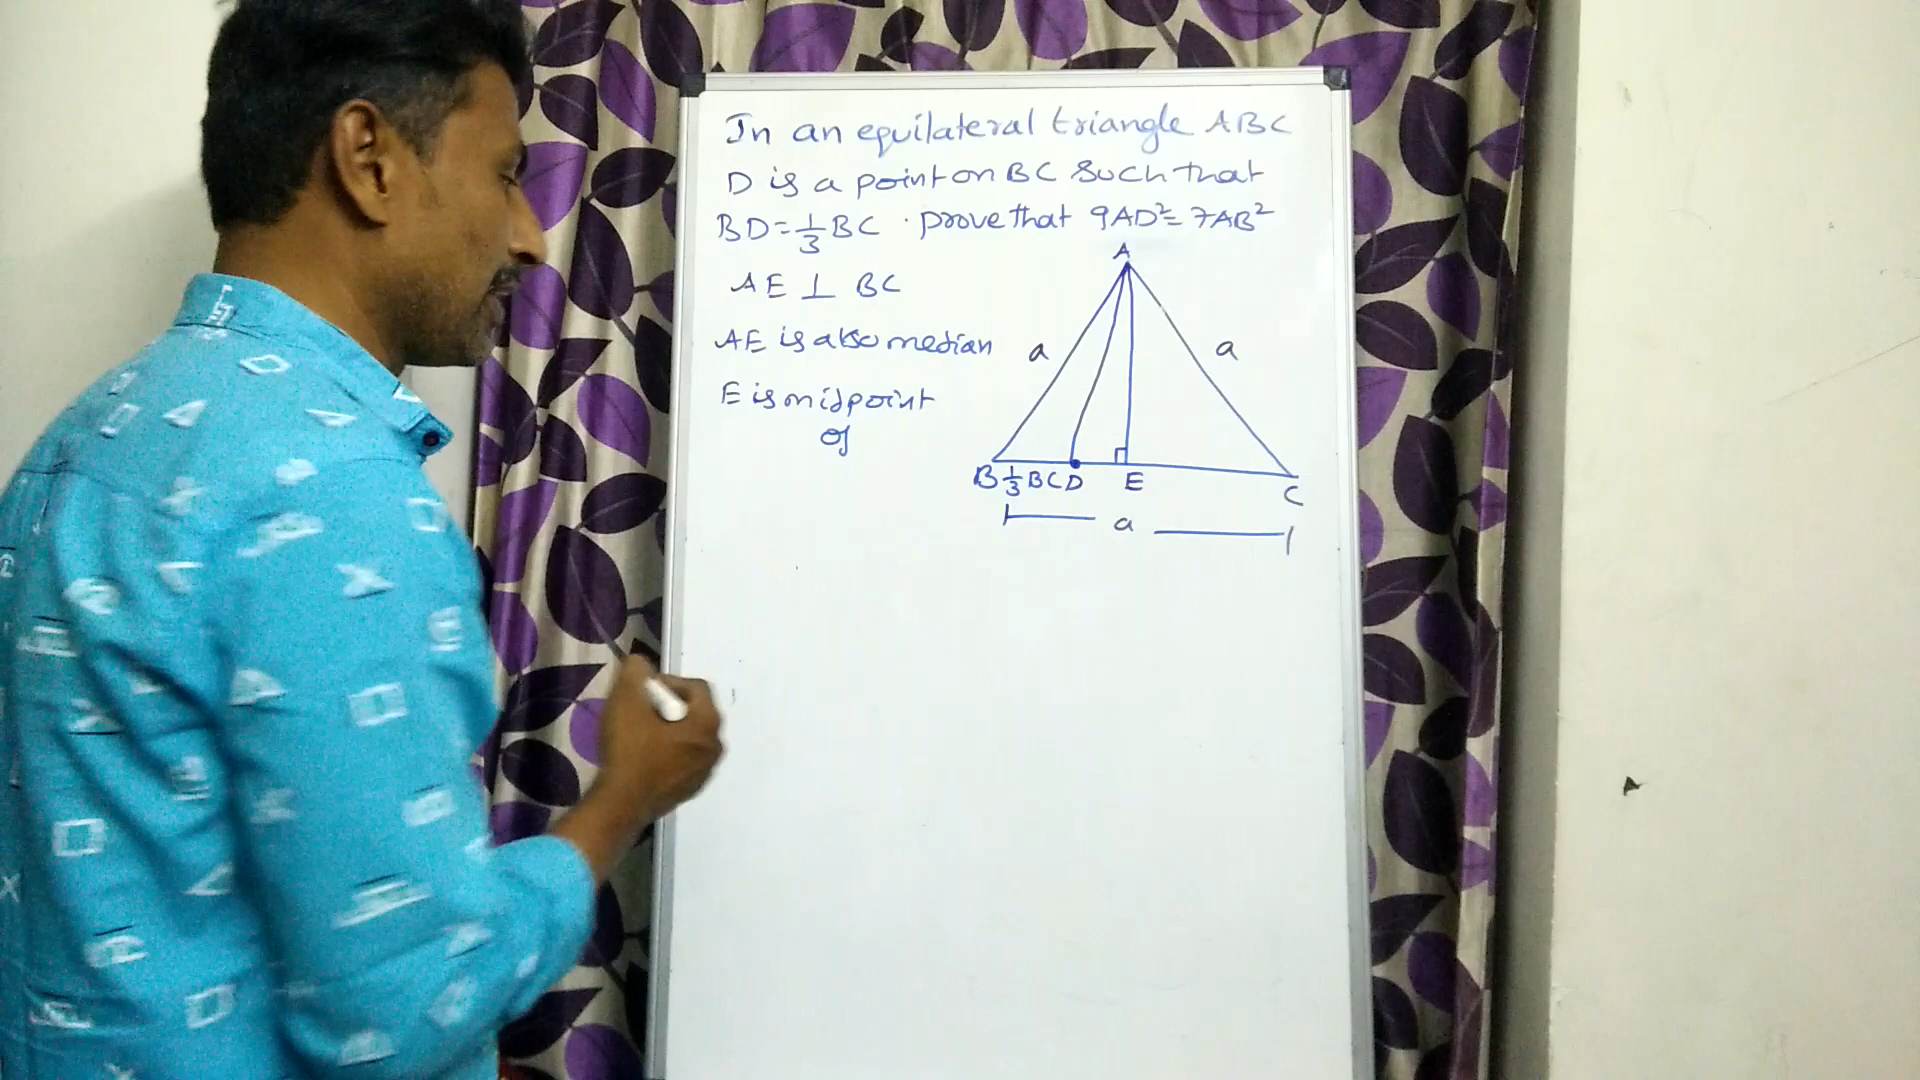 In an equilateral triangle ABC
D is a point on BC such that
BD=1/3 BC . prove that 9AD²=7AB²
A
AE ⊥ BC
AE is also median
a
a
E is midpoint
of
B 1/3 BC D E C
a